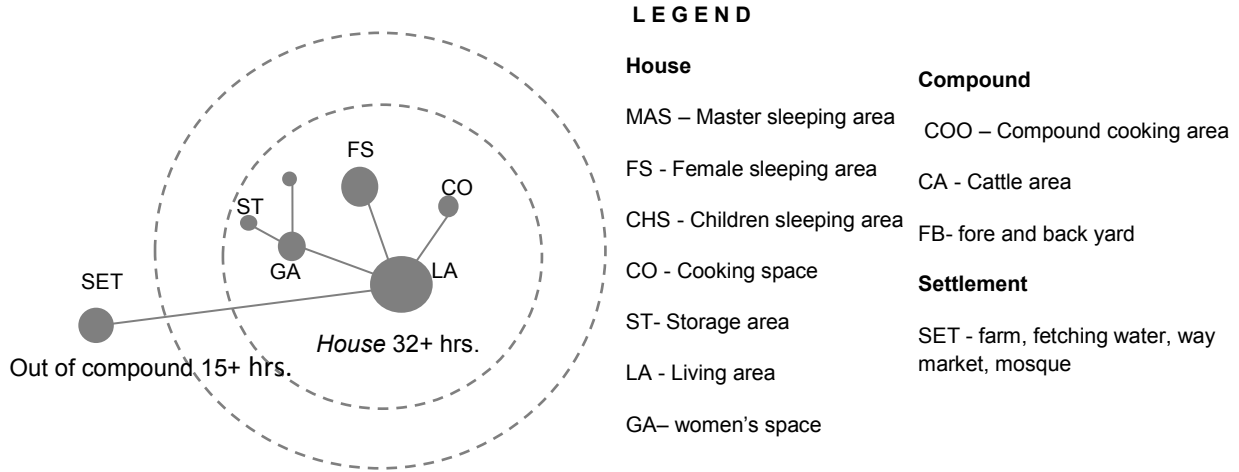 FS
CO
ST
GA
LA
SET
House 32+ hrs.
Out of compound 15+ hrs.
L E G E N D
House
MAS – Master sleeping area
FS - Female sleeping area
CHS - Children sleeping area
CO - Cooking space
ST- Storage area
LA - Living area
GA– women's space
Compound
COO – Compound cooking area
CA - Cattle area
FB- fore and back yard
Settlement
SET - farm, fetching water, way
market, mosque